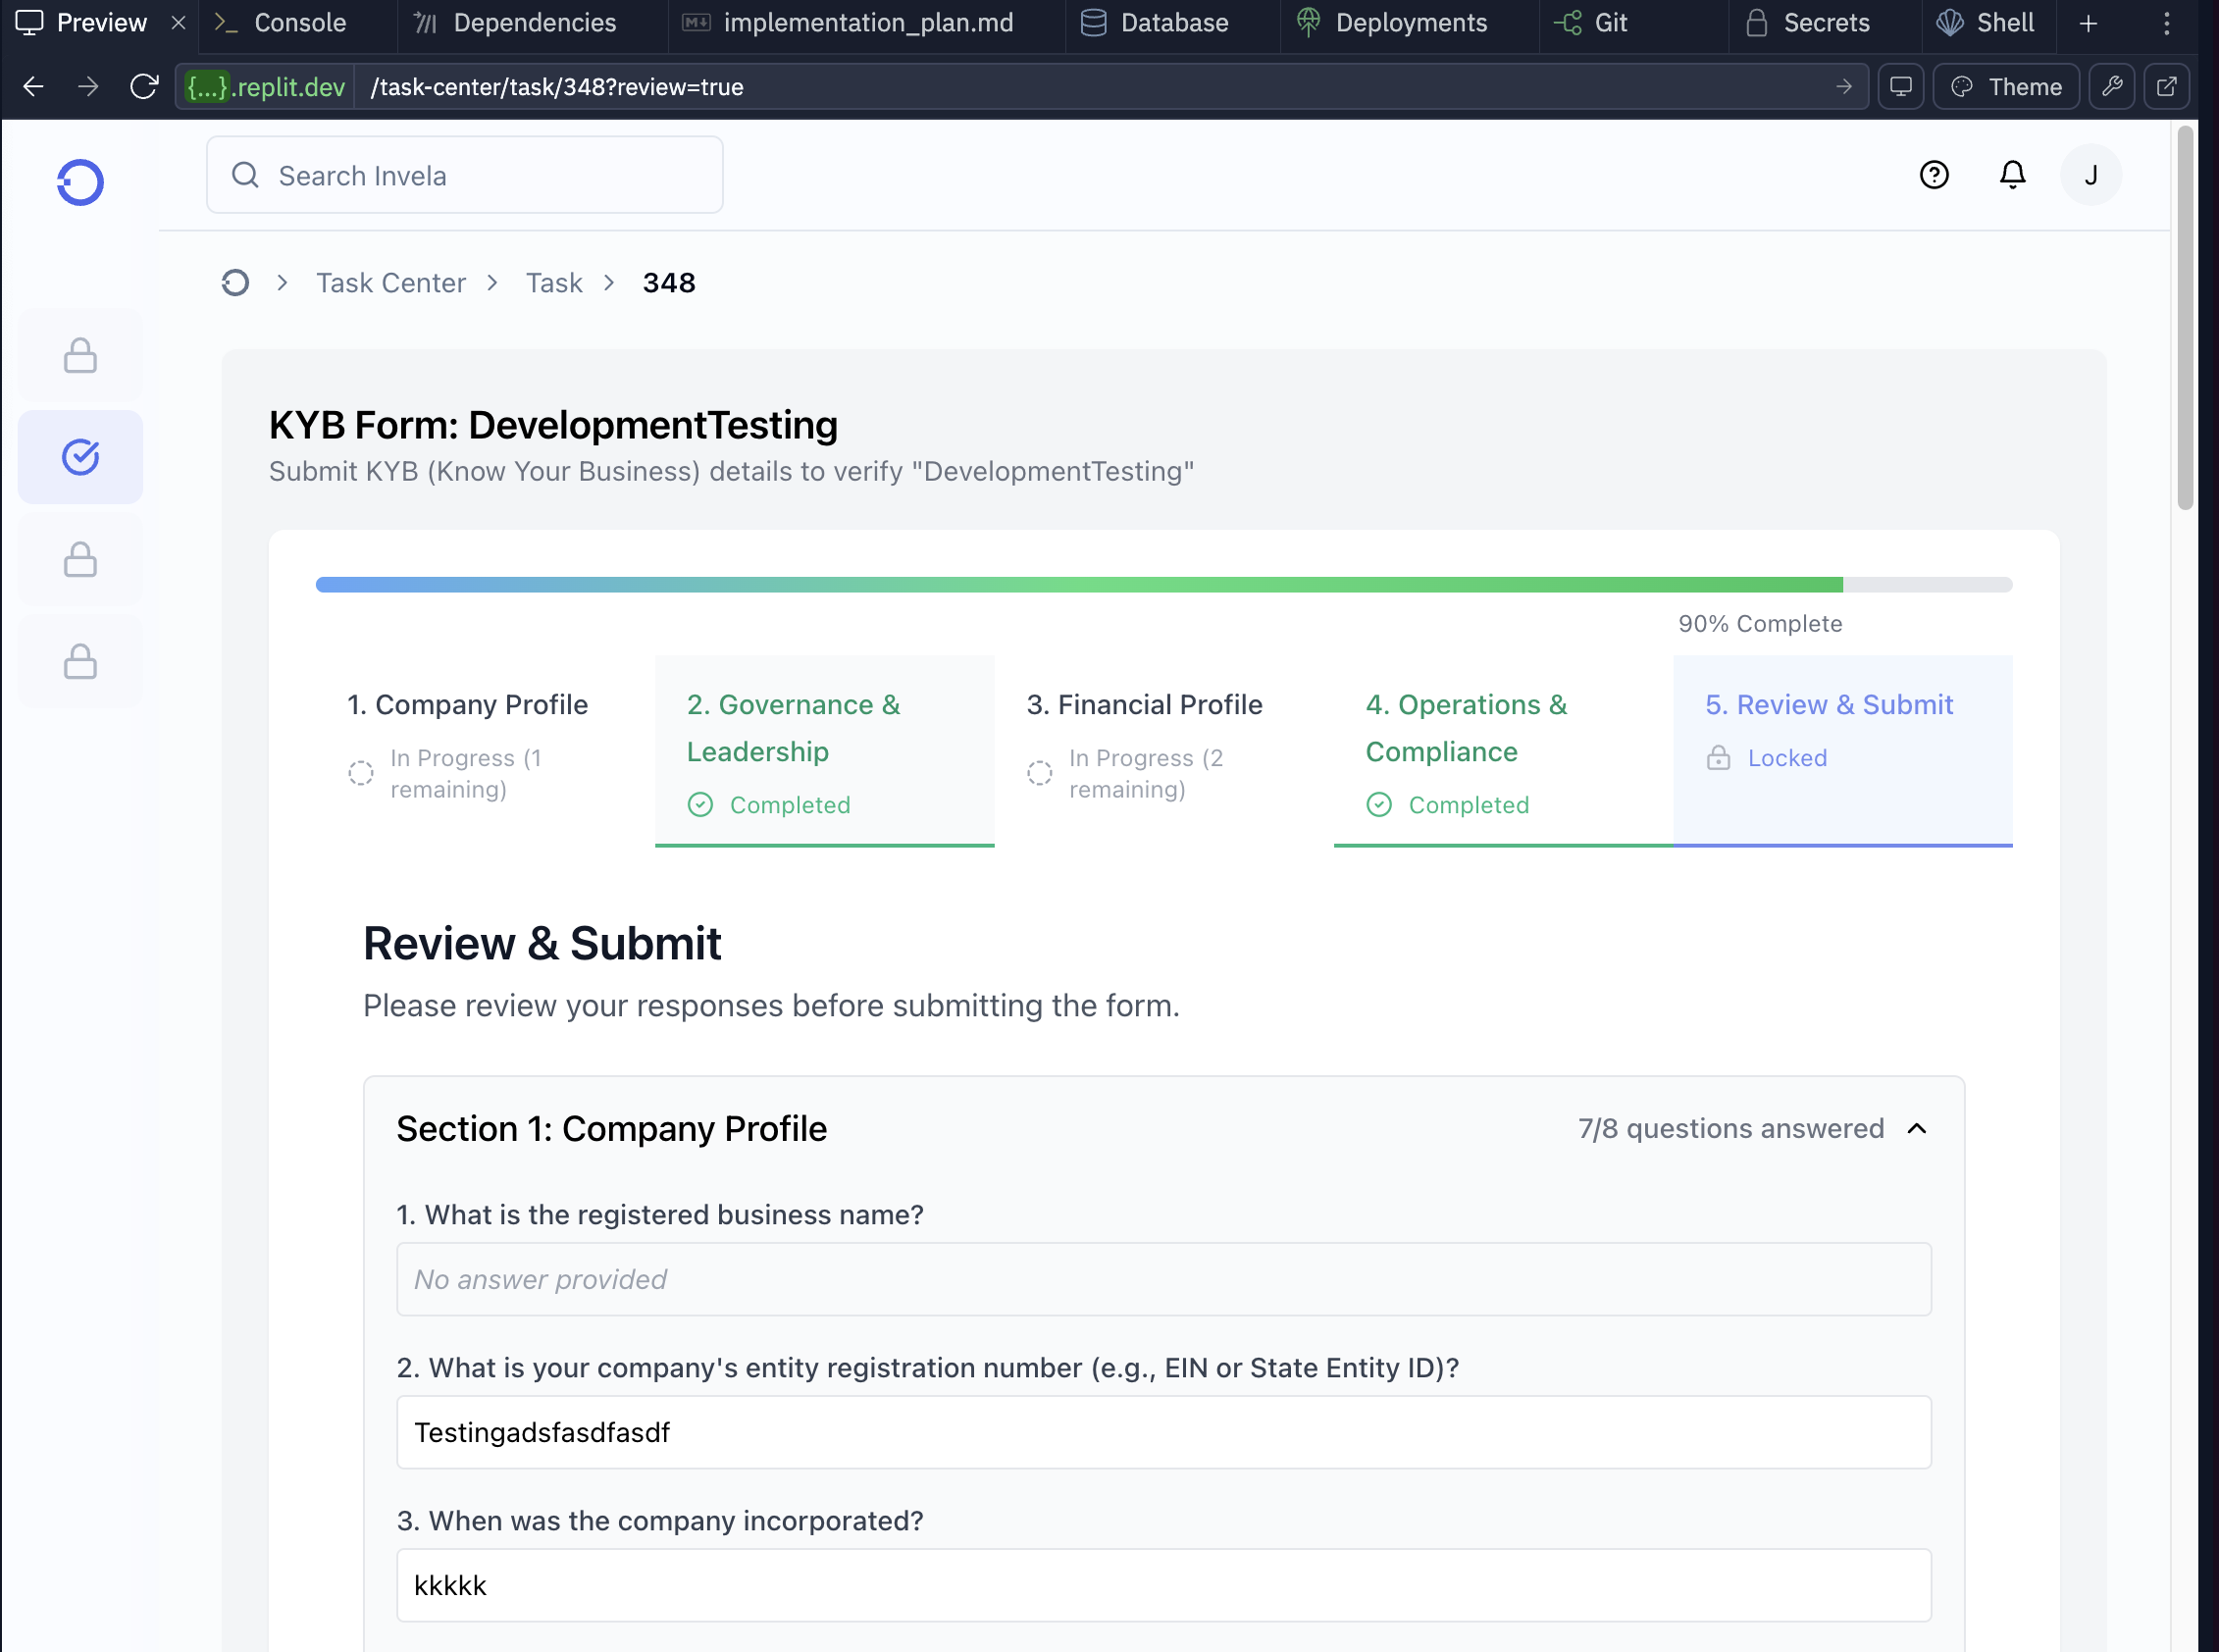 Preview
Console
Dependencies
implementation_plan.md
Database
Deployments
Git
Secrets
Shell
{...}.replit.dev
/task-center/task/348?review=true
Theme
Search Invela
J
Task Center
Task
348
KYB Form: DevelopmentTesting
Submit KYB (Know Your Business) details to verify "DevelopmentTesting"
90% Complete
1. Company Profile
In Progress (1
remaining)
2. Governance &
Leadership
Completed
3. Financial Profile
In Progress (2
remaining)
4. Operations &
Compliance
Completed
5. Review & Submit
Locked
Review & Submit
Please review your responses before submitting the form.
Section 1: Company Profile
7/8 questions answered
1. What is the registered business name?
No answer provided
2. What is your company's entity registration number (e.g., EIN or State Entity ID)?
Testingadsfasdfasdf
3. When was the company incorporated?
kkkkk